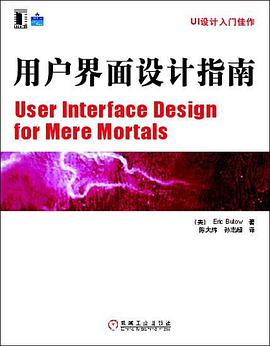 UI设计入门佳作
用户界面设计指南
User Interface Design
for Mere Mortals
(美) Eric Butow 著
陈大炜 孙志超 译
机械工业出版社